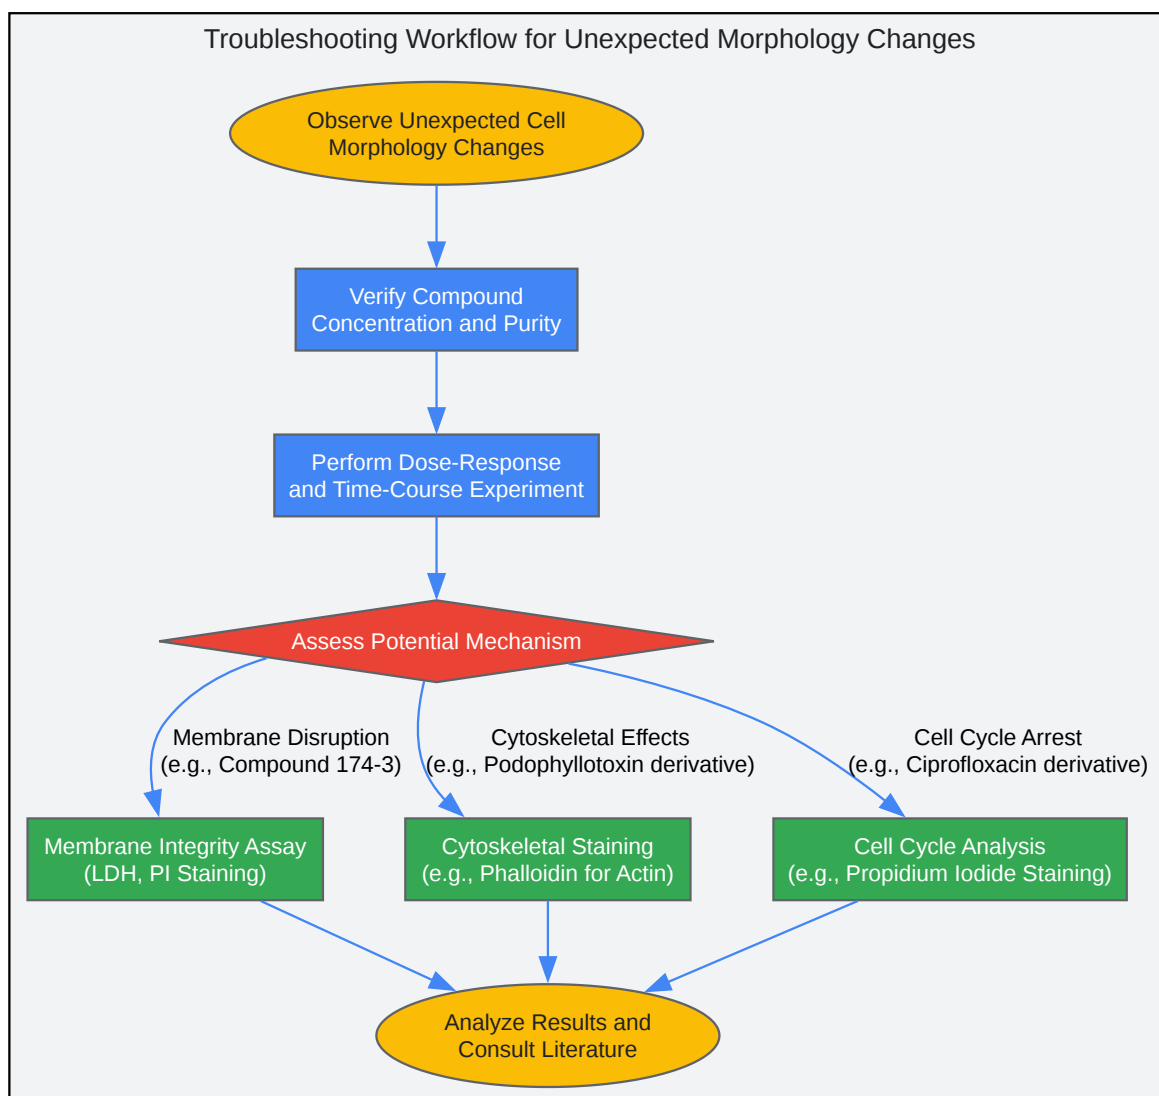 Troubleshooting Workflow for Unexpected Morphology Changes
Observe Unexpected Cell
Morphology Changes
Verify Compound
Concentration and Purity
Perform Dose-Response
and Time-Course Experiment
Assess Potential Mechanism
Membrane Disruption
(e.g., Compound 174-3)
Cytoskeletal Effects
(e.g., Podophyllotoxin derivative)
Cell Cycle Arrest
(e.g., Ciprofloxacin derivative)
Membrane Integrity Assay
(LDH, PI Staining)
Cytoskeletal Staining
(e.g., Phalloidin for Actin)
Cell Cycle Analysis
(e.g., Propidium Iodide Staining)
Analyze Results and
Consult Literature